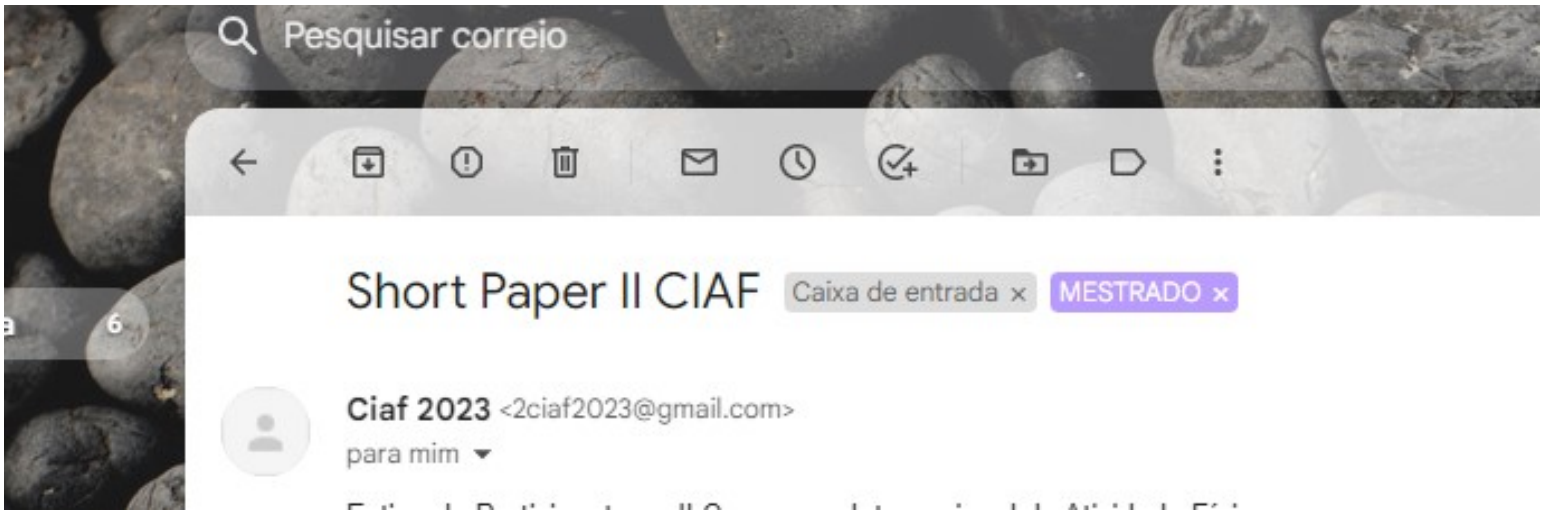 Pesquisar correio
Short Paper II CIAF Caixa de entrada × MESTRADO ×
a 6
Ciaf 2023 <2ciaf2023@gmail.com>
para mim